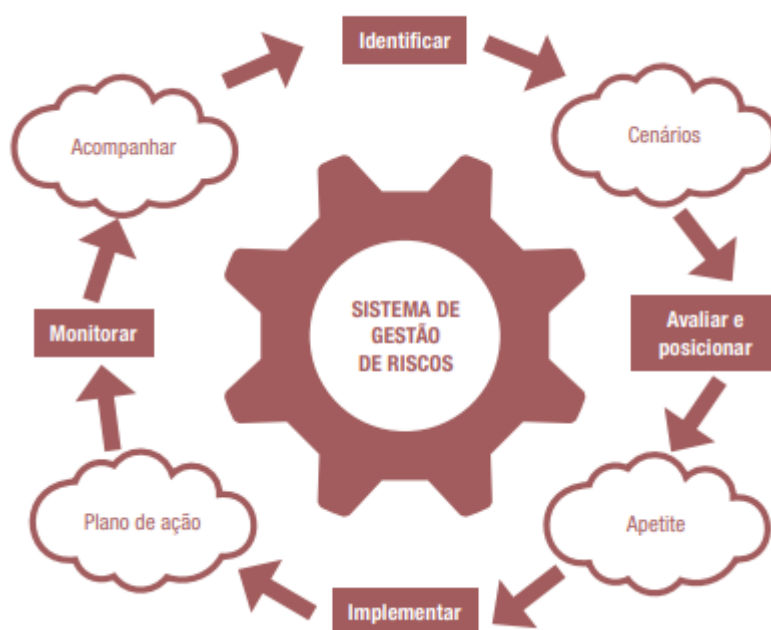 Identificar
Cenários
Avaliar e
posicionar
Apetite
Implementar
Plano de ação
Monitorar
Acompanhar
SISTEMA DE
GESTÃO
DE RISCOS